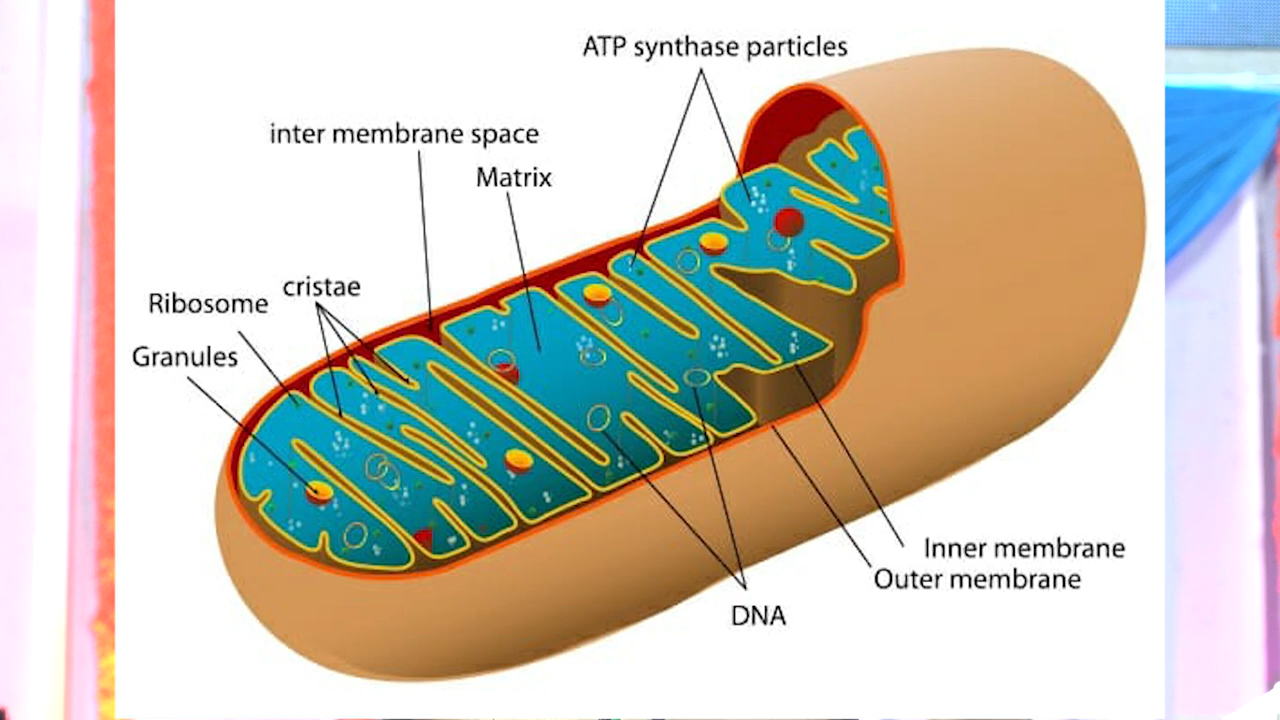 ATP synthase particles
inter membrane space
Matrix
cristae
Ribosome
Granules
Inner membrane
Outer membrane
DNA